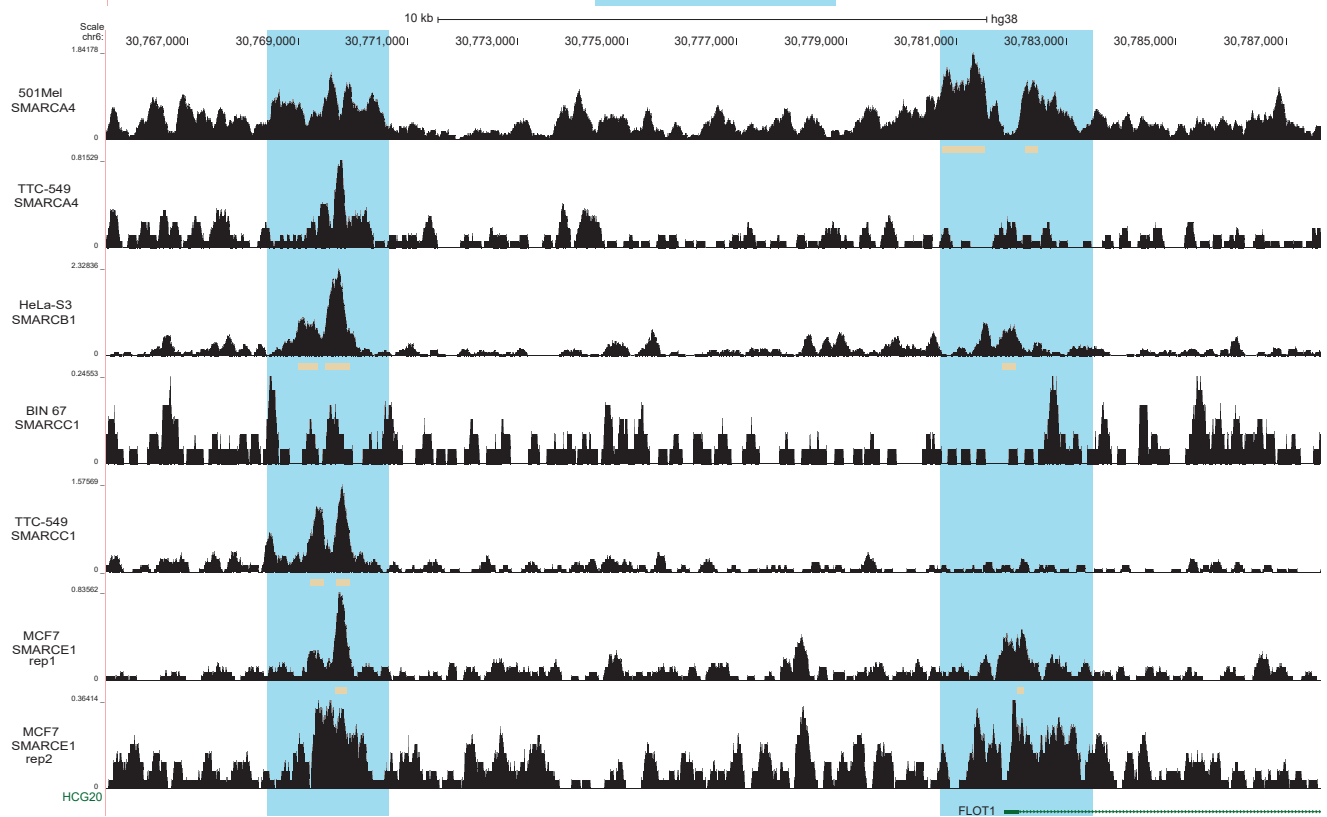 10 kb hg38
Scale
chr6: 30,767,000 30,769,000 30,771,000 30,773,000 30,775,000 30,777,000 30,779,000 30,781,000 30,783,000 30,785,000 30,787,000
1.84178
501Mel
SMARCA4
0
0.81529
TTC-549
SMARCA4
0
2.32836
HeLa-S3
SMARCB1
0
0.24553
BIN 67
SMARCC1
0
1.57569
TTC-549
SMARCC1
0
0.83562
MCF7
SMARCE1
rep1
0
0.36414
MCF7
SMARCE1
rep2
0
HCG20
FLOT1